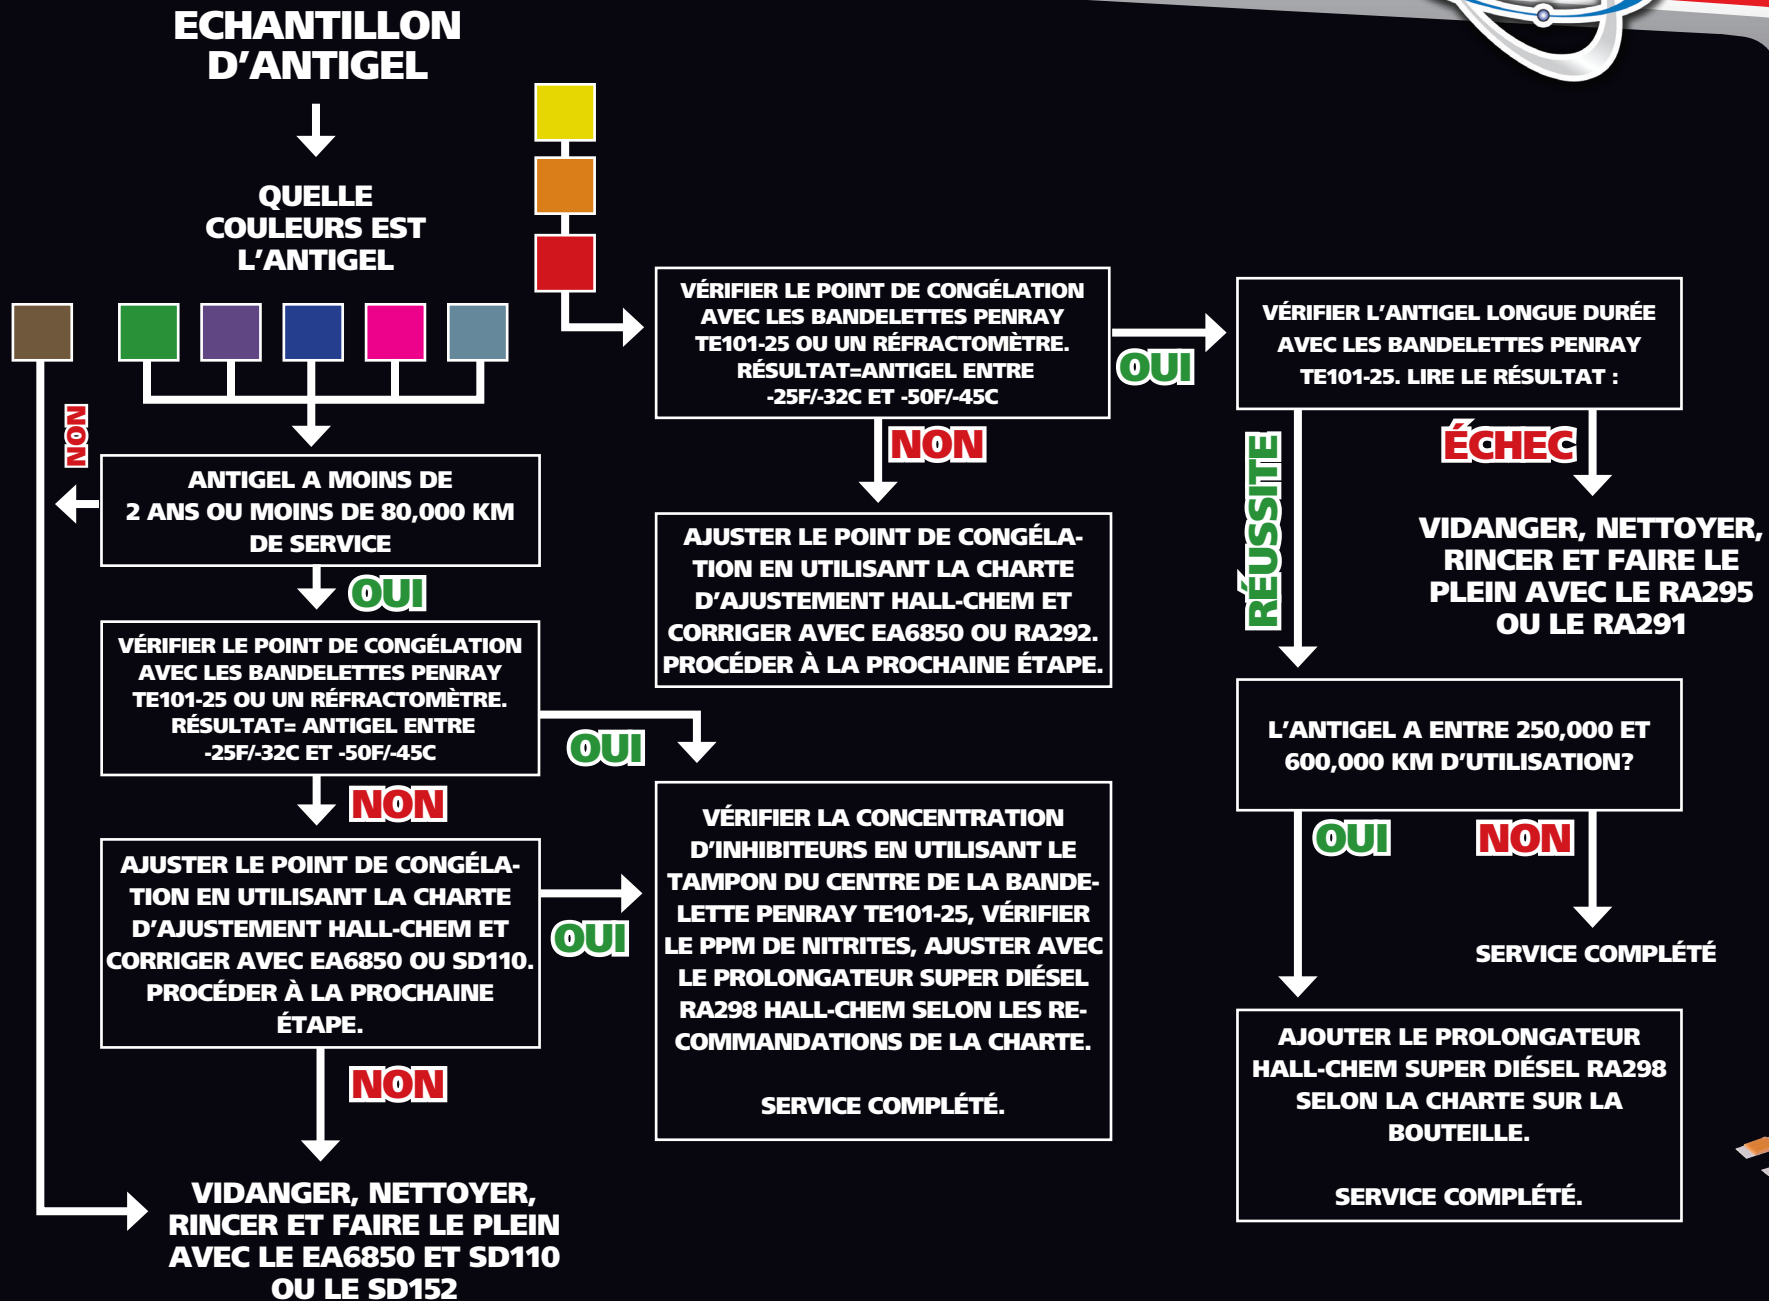 ECHANTILLON
D'ANTIGEL
QUELLE
COULEURS EST
L'ANTIGEL
NON
ANTIGEL A MOINS DE
2 ANS OU MOINS DE 80,000 KM
DE SERVICE
OUI
VÉRIFIER LE POINT DE CONGÉLATION
AVEC LES BANDELETTES PENRAY
TE101-25 OU UN RÉFRACTOMÈTRE.
RÉSULTAT= ANTIGEL ENTRE
-25F/-32C ET -50F/-45C
OUI
NON
AJUSTER LE POINT DE CONGÉLA-
TION EN UTILISANT LA CHARTE
D'AJUSTEMENT HALL-CHEM ET
CORRIGER AVEC EA6850 OU SD110.
PROCÉDER À LA PROCHAINE
ÉTAPE.
OUI
NON
VIDANGER, NETTOYER,
RINCER ET FAIRE LE PLEIN
AVEC LE EA6850 ET SD110
OU LE SD152
VÉRIFIER LE POINT DE CONGÉLATION
AVEC LES BANDELETTES PENRAY
TE101-25 OU UN RÉFRACTOMÈTRE.
RÉSULTAT=ANTIGEL ENTRE
-25F/-32C ET -50F/-45C
OUI
NON
AJUSTER LE POINT DE CONGÉLA-
TION EN UTILISANT LA CHARTE
D'AJUSTEMENT HALL-CHEM ET
CORRIGER AVEC EA6850 OU RA292.
PROCÉDER À LA PROCHAINE ÉTAPE.
VÉRIFIER LA CONCENTRATION
D'INHIBITEURS EN UTILISANT LE
TAMPON DU CENTRE DE LA BANDE-
LETTE PENRAY TE101-25, VÉRIFIER
LE PPM DE NITRITES, AJUSTER AVEC
LE PROLONGATEUR SUPER DIÉSEL
RA298 HALL-CHEM SELON LES RE-
COMMANDATIONS DE LA CHARTE.
SERVICE COMPLÉTÉ.
VÉRIFIER L'ANTIGEL LONGUE DURÉE
AVEC LES BANDELETTES PENRAY
TE101-25. LIRE LE RÉSULTAT :
RÉUSSITE
ÉCHEC
VIDANGER, NETTOYER,
RINCER ET FAIRE LE
PLEIN AVEC LE RA295
OU LE RA291
L'ANTIGEL A ENTRE 250,000 ET
600,000 KM D'UTILISATION?
OUI
NON
SERVICE COMPLÉTÉ
AJOUTER LE PROLONGATEUR
HALL-CHEM SUPER DIÉSEL RA298
SELON LA CHARTE SUR LA
BOUTEILLE.
SERVICE COMPLÉTÉ.